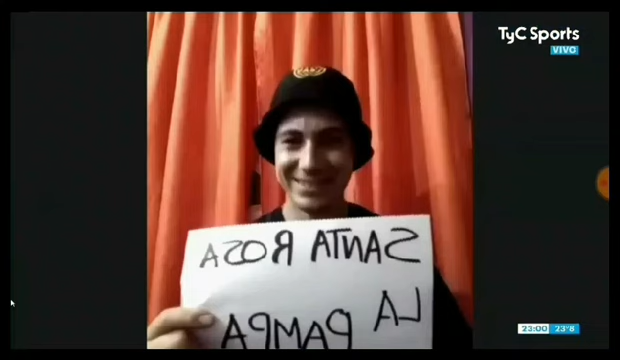 TyC Sports
VIVO
SANTA ROSA
LA PAMPA
23:00 23°8